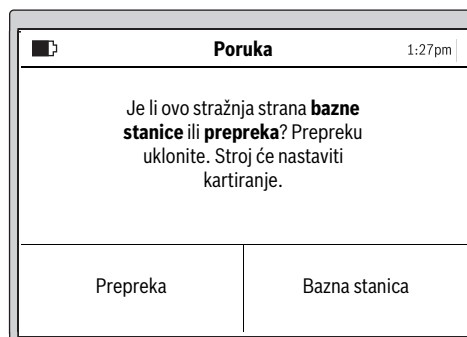 Poruka 1:27pm
Je li ovo stražnja strana bazne
stanice ili prepreka? Prepreku
uklonite. Stroj će nastaviti
kartiranje.
Prepreka Bazna stanica